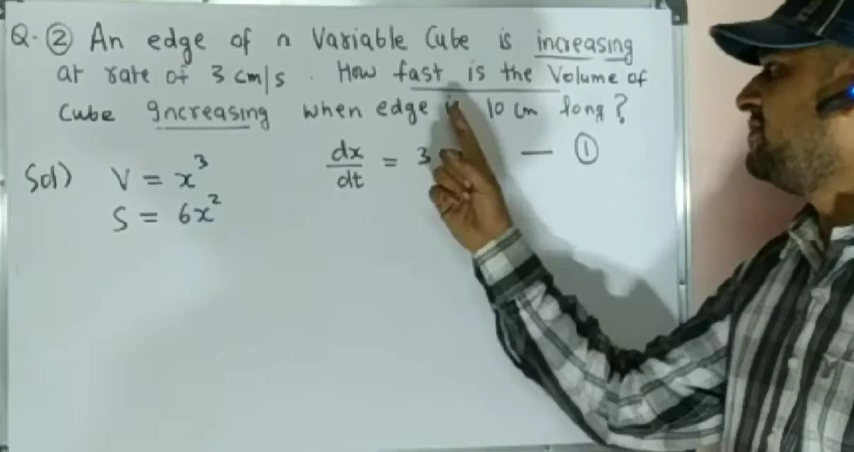 Q. ② An edge of a Variable Cube is increasing
at rate of 3 cm/s. How fast is the Volume of
Cube Increasing when edge is 10 cm long?
Sol) V = x³ dx/dt = 3 — ①
S = 6x²